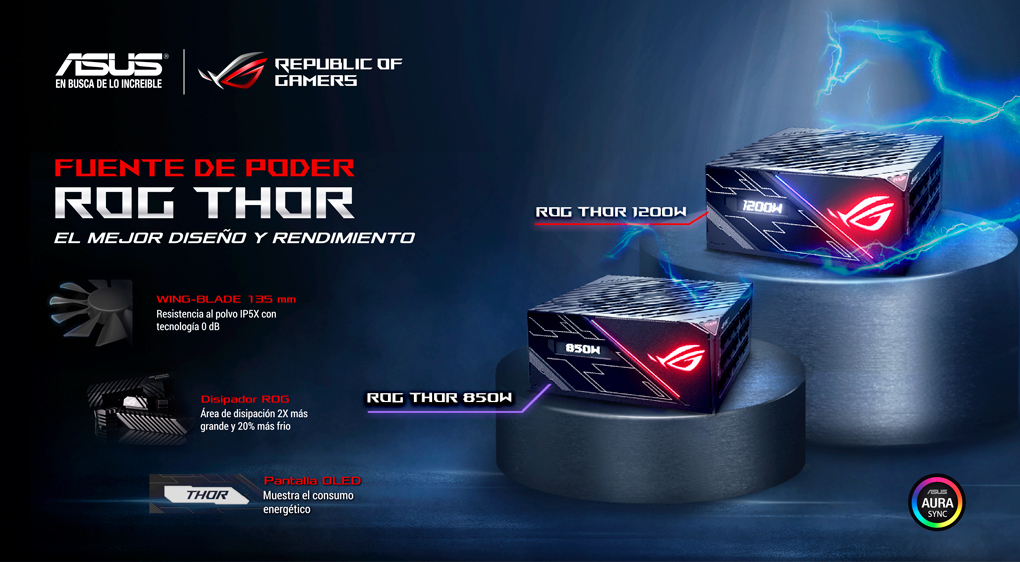 ASUS®
EN BUSCA DE LO INCREIBLE
REPUBLIC OF
GAMERS
FUENTE DE PODER
ROG THOR
EL MEJOR DISEÑO Y RENDIMIENTO
WING-BLADE 135 mm
Resistencia al polvo IP5X con
tecnología 0 dB
Disipador ROG
Área de disipación 2X más
grande y 20% más frio
THOR
Pantalla OLED
Muestra el consumo
energético
ROG THOR 1200W
1200W
ROG THOR 850W
850W
ASUS
AURA
SYNC